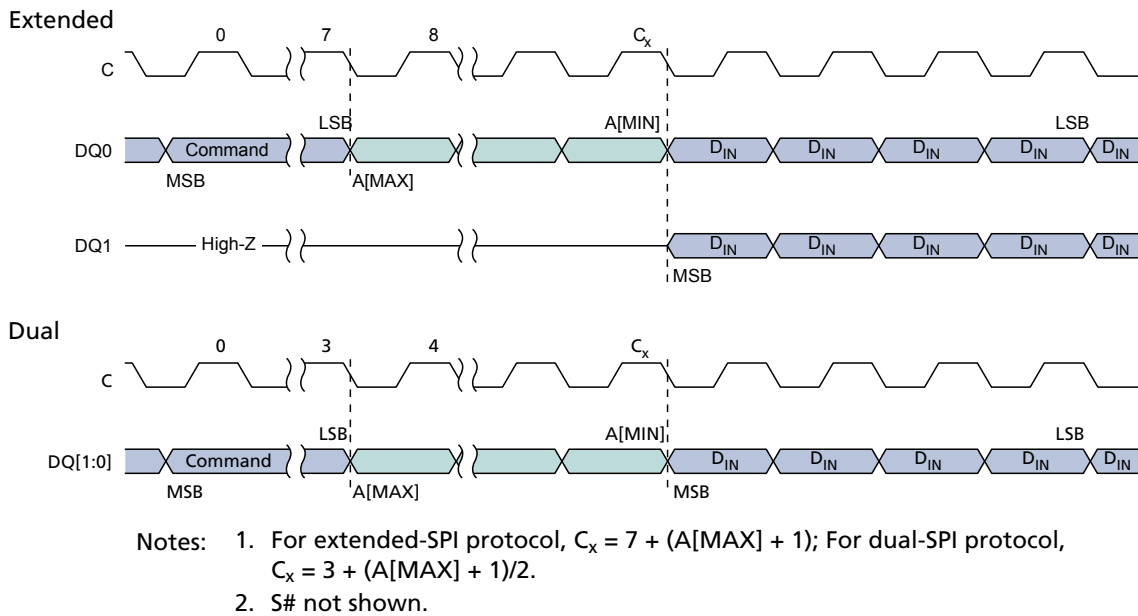 Extended
0 7 8 Cx
C
LSB A[MIN] LSB
DQ0 Command DIN DIN DIN DIN DIN
MSB A[MAX]
DQ1 High-Z DIN DIN DIN DIN DIN
MSB
Dual
0 3 4 Cx
C
LSB A[MIN] LSB
DQ[1:0] Command DIN DIN DIN DIN DIN
MSB A[MAX] MSB
Notes: 1. For extended-SPI protocol, Cx = 7 + (A[MAX] + 1); For dual-SPI protocol,
Cx = 3 + (A[MAX] + 1)/2.
2. S# not shown.